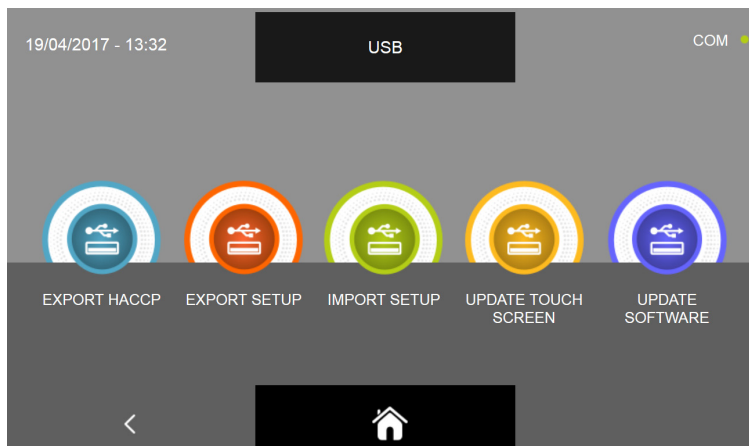 19/04/2017 - 13:32
USB
COM
EXPORT HACCP
EXPORT SETUP
IMPORT SETUP
UPDATE TOUCH
SCREEN
UPDATE
SOFTWARE